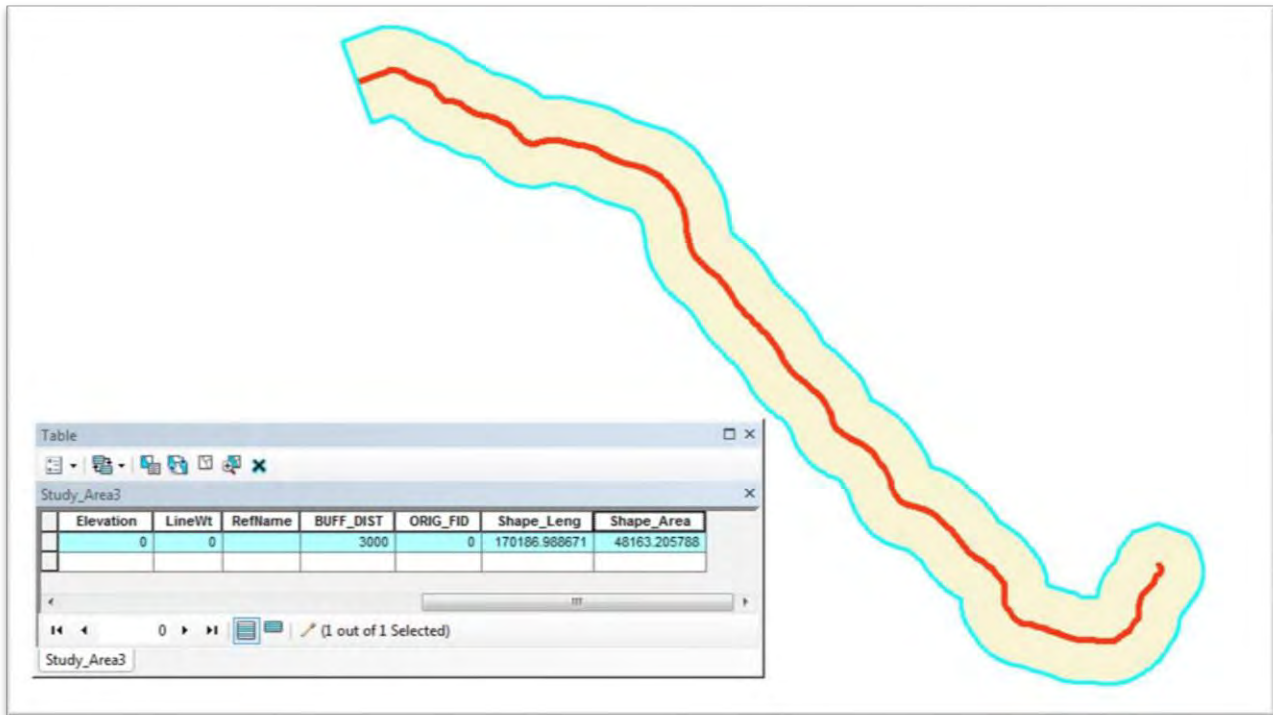 Table
Study_Area3
Elevation LineWt RefName BUFF_DIST ORIG_FID Shape_Leng Shape_Area
0 0 3000 0 170186.988671 48163.205788
0 (1 out of 1 Selected)
Study_Area3